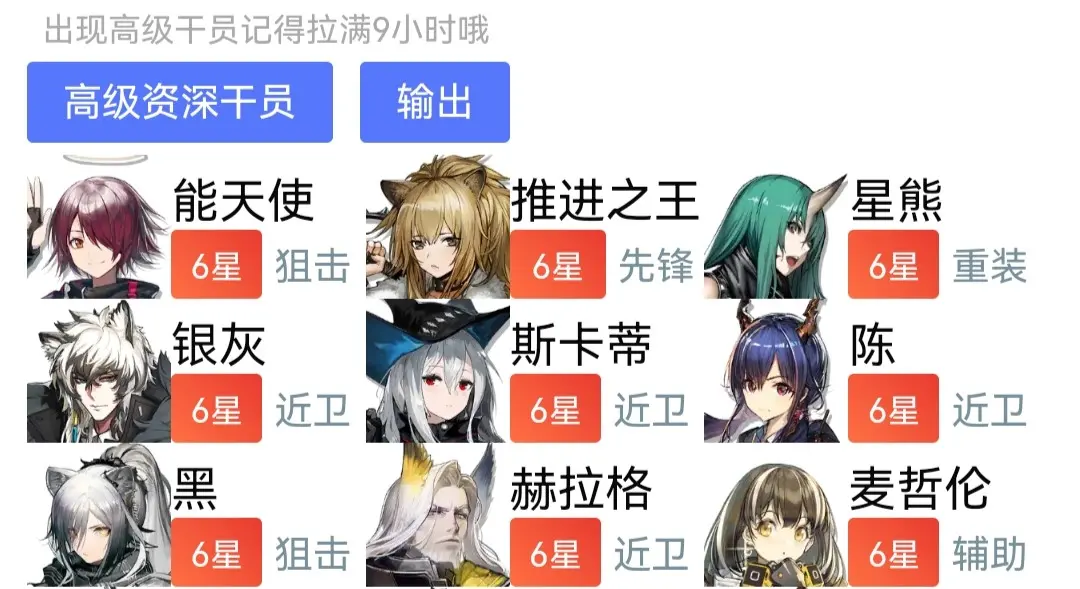 出现高级干员记得拉满9小时哦
高级资深干员 输出
能天使 推进之王 星熊
6星 狙击 6星 先锋 6星 重装
银灰 斯卡蒂 陈
6星 近卫 6星 近卫 6星 近卫
黑 赫拉格 麦哲伦
6星 狙击 6星 近卫 6星 辅助